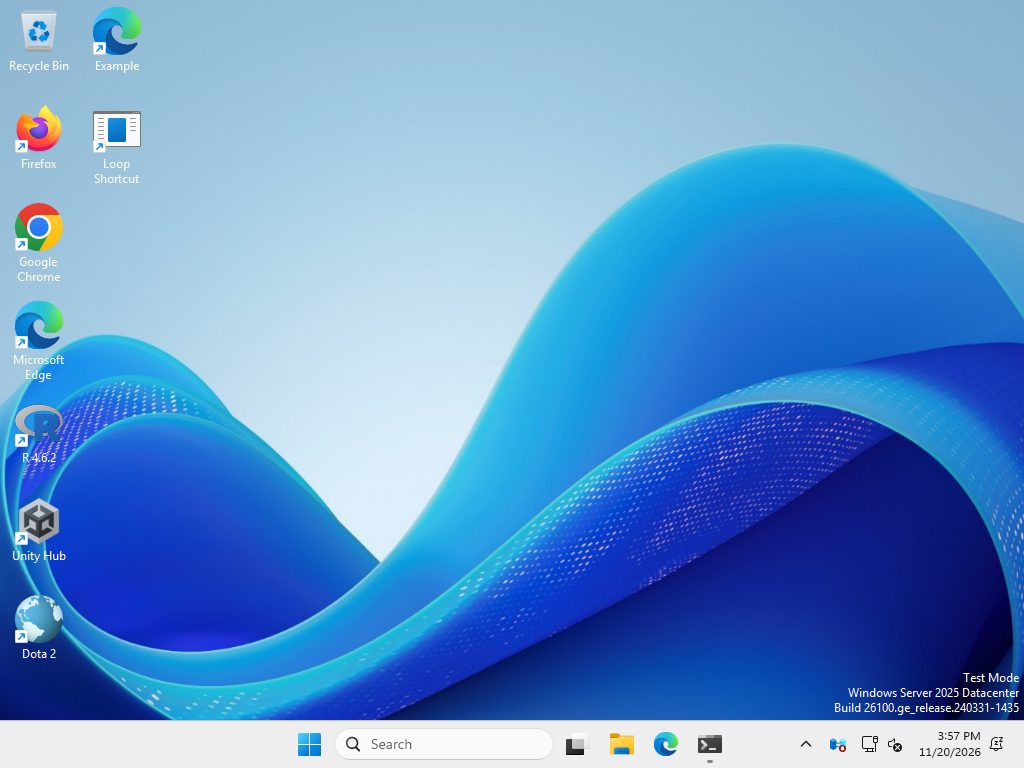 Recycle Bin
Example
Firefox
Loop
Shortcut
Google
Chrome
Microsoft
Edge
R 4.6.2
Unity Hub
Dota 2
Test Mode
Windows Server 2025 Datacenter
Build 26100.ge_release.240331-1435
Search
3:57 PM
11/20/2026